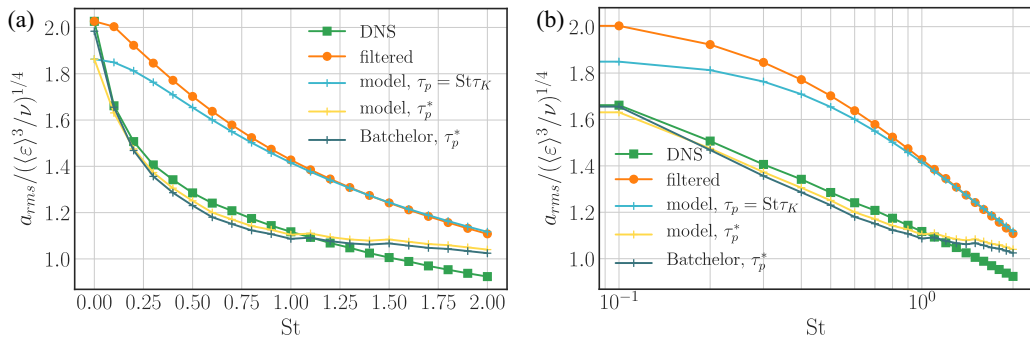 (a)
2.0
1.8
1.6
1.4
1.2
1.0
a_rms/(⟨ε⟩³/ν)^{1/4}
DNS
filtered
model, τ_p = Stτ_K
model, τ_p*
Batchelor, τ_p*
0.00 0.25 0.50 0.75 1.00 1.25 1.50 1.75 2.00
St
(b)
2.0
1.8
1.6
1.4
1.2
1.0
a_rms/(⟨ε⟩³/ν)^{1/4}
DNS
filtered
model, τ_p = Stτ_K
model, τ_p*
Batchelor, τ_p*
10⁻¹ 10⁰
St